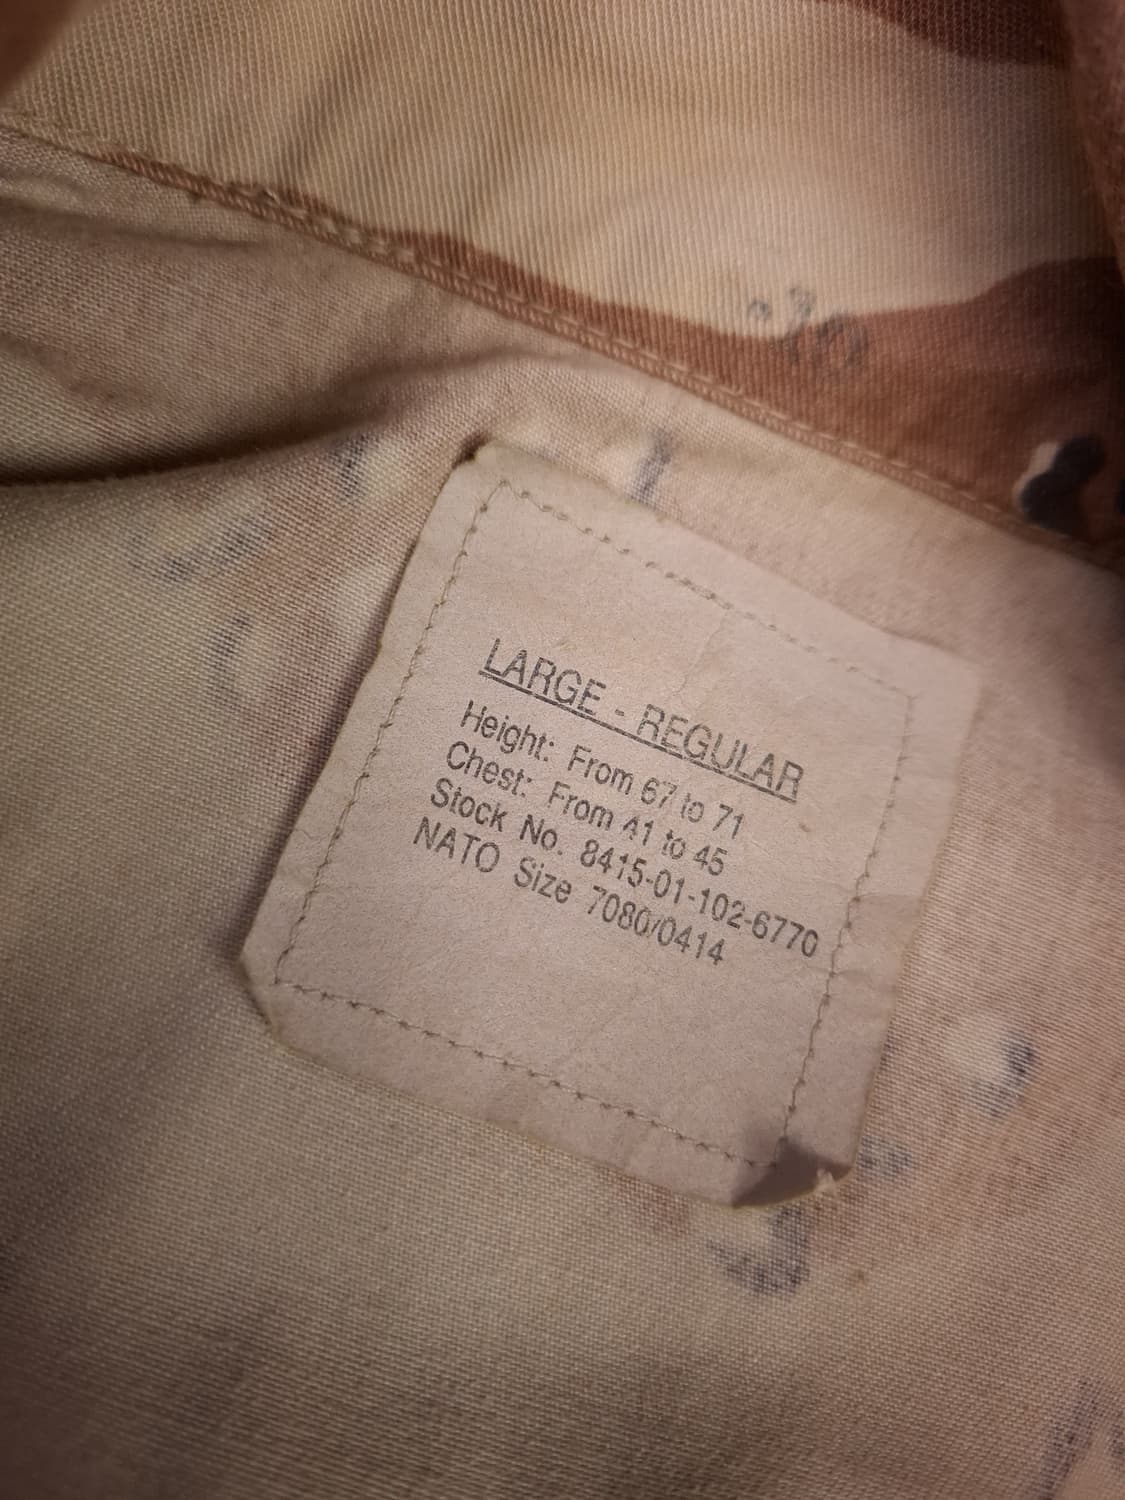 LARGE - REGULAR
Height: From 67 to 71
Chest: From 41 to 45
Stock No. 8415-01-102-6770
NATO Size 7080/0414